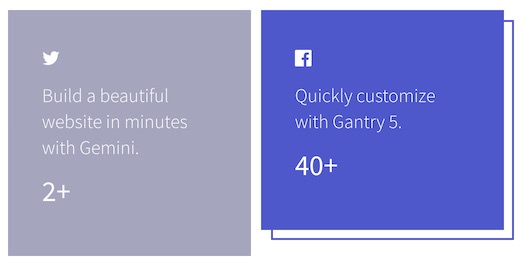 Build a beautiful
website in minutes
with Gemini.
2+
Quickly customize
with Gantry 5.
40+